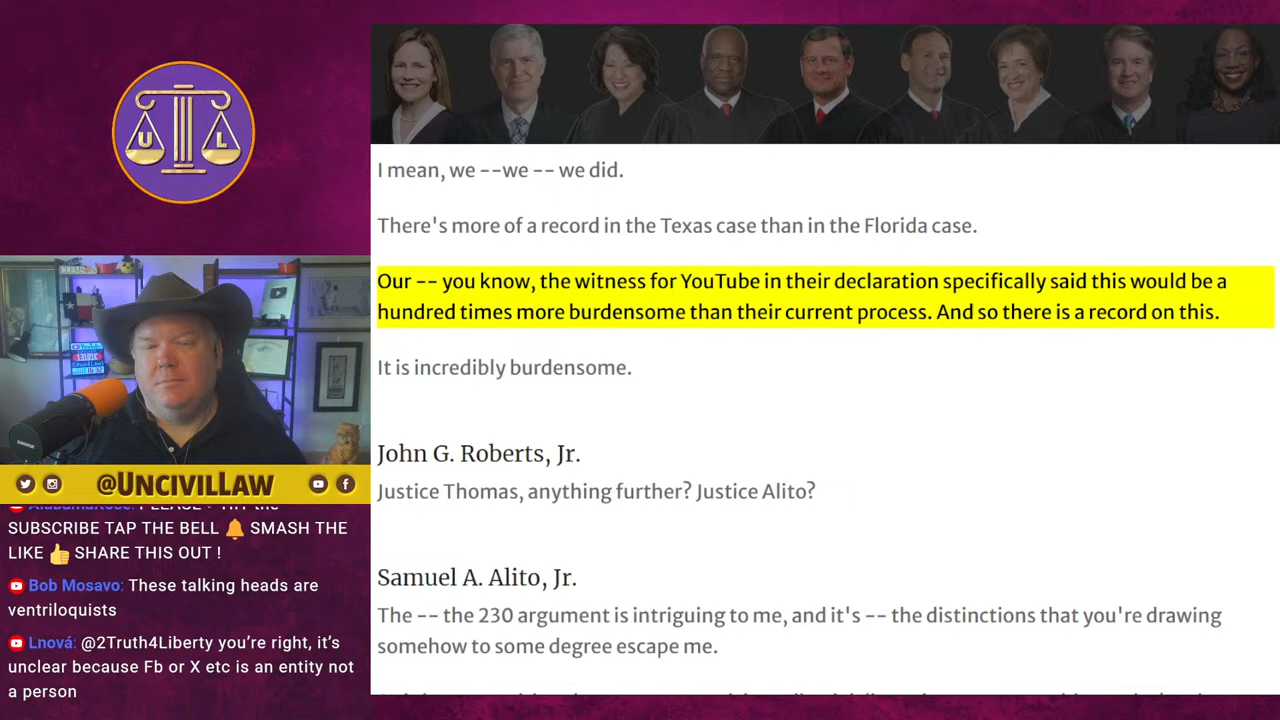 I mean, we --we -- we did.
There's more of a record in the Texas case than in the Florida case.
Our -- you know, the witness for YouTube in their declaration specifically said this would be a
hundred times more burdensome than their current process. And so there is a record on this.
It is incredibly burdensome.
John G. Roberts, Jr.
Justice Thomas, anything further? Justice Alito?
Samuel A. Alito, Jr.
The -- the 230 argument is intriguing to me, and it's -- the distinctions that you're drawing
somehow to some degree escape me.
U L
@UNCIVILLAW
SUBSCRIBE TAP THE BELL 🔔 SMASH THE
LIKE 👍 SHARE THIS OUT !
Bob Mosavo: These talking heads are
ventriloquists
Lnová: @2Truth4Liberty you’re right, it’s
unclear because Fb or X etc is an entity not
a person